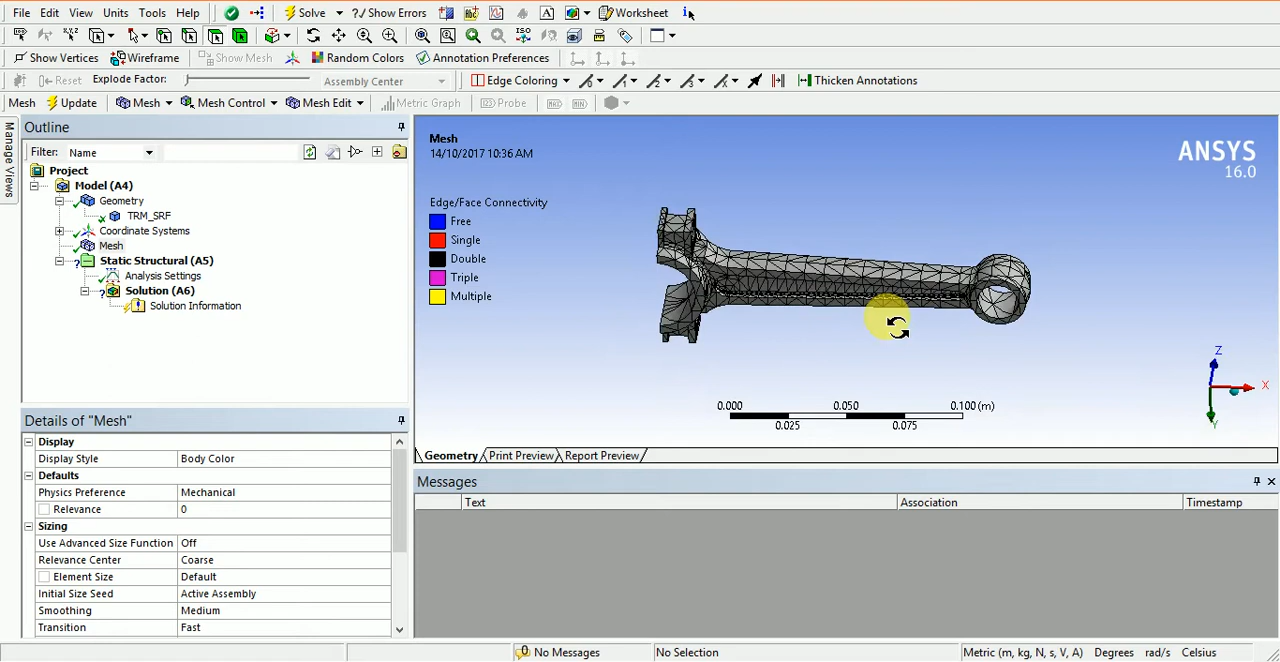 File Edit View Units Tools Help Solve ?/ Show Errors A Worksheet i
ISO
Show Vertices Wireframe Show Mesh Random Colors Annotation Preferences
Reset Explode Factor: Assembly Center Edge Coloring Thicken Annotations
Mesh Update Mesh Mesh Control Mesh Edit Metric Graph Probe MAX MIN
Manage Views
Outline
Filter: Name
Project
Model (A4)
Geometry
TRM_SRF
Coordinate Systems
Mesh
Static Structural (A5)
Analysis Settings
Solution (A6)
Solution Information
Details of "Mesh"
Display
Display Style Body Color
Defaults
Physics Preference Mechanical
Relevance 0
Sizing
Use Advanced Size Function Off
Relevance Center Coarse
Element Size Default
Initial Size Seed Active Assembly
Smoothing Medium
Transition Fast
Mesh
14/10/2017 10:36 AM
Edge/Face Connectivity
Free
Single
Double
Triple
Multiple
ANSYS
16.0
0.000 0.050 0.100 (m)
0.025 0.075
Z
X
Y
Geometry Print Preview Report Preview
Messages
Text Association Timestamp
0 No Messages No Selection Metric (m, kg, N, s, V, A) Degrees rad/s Celsius